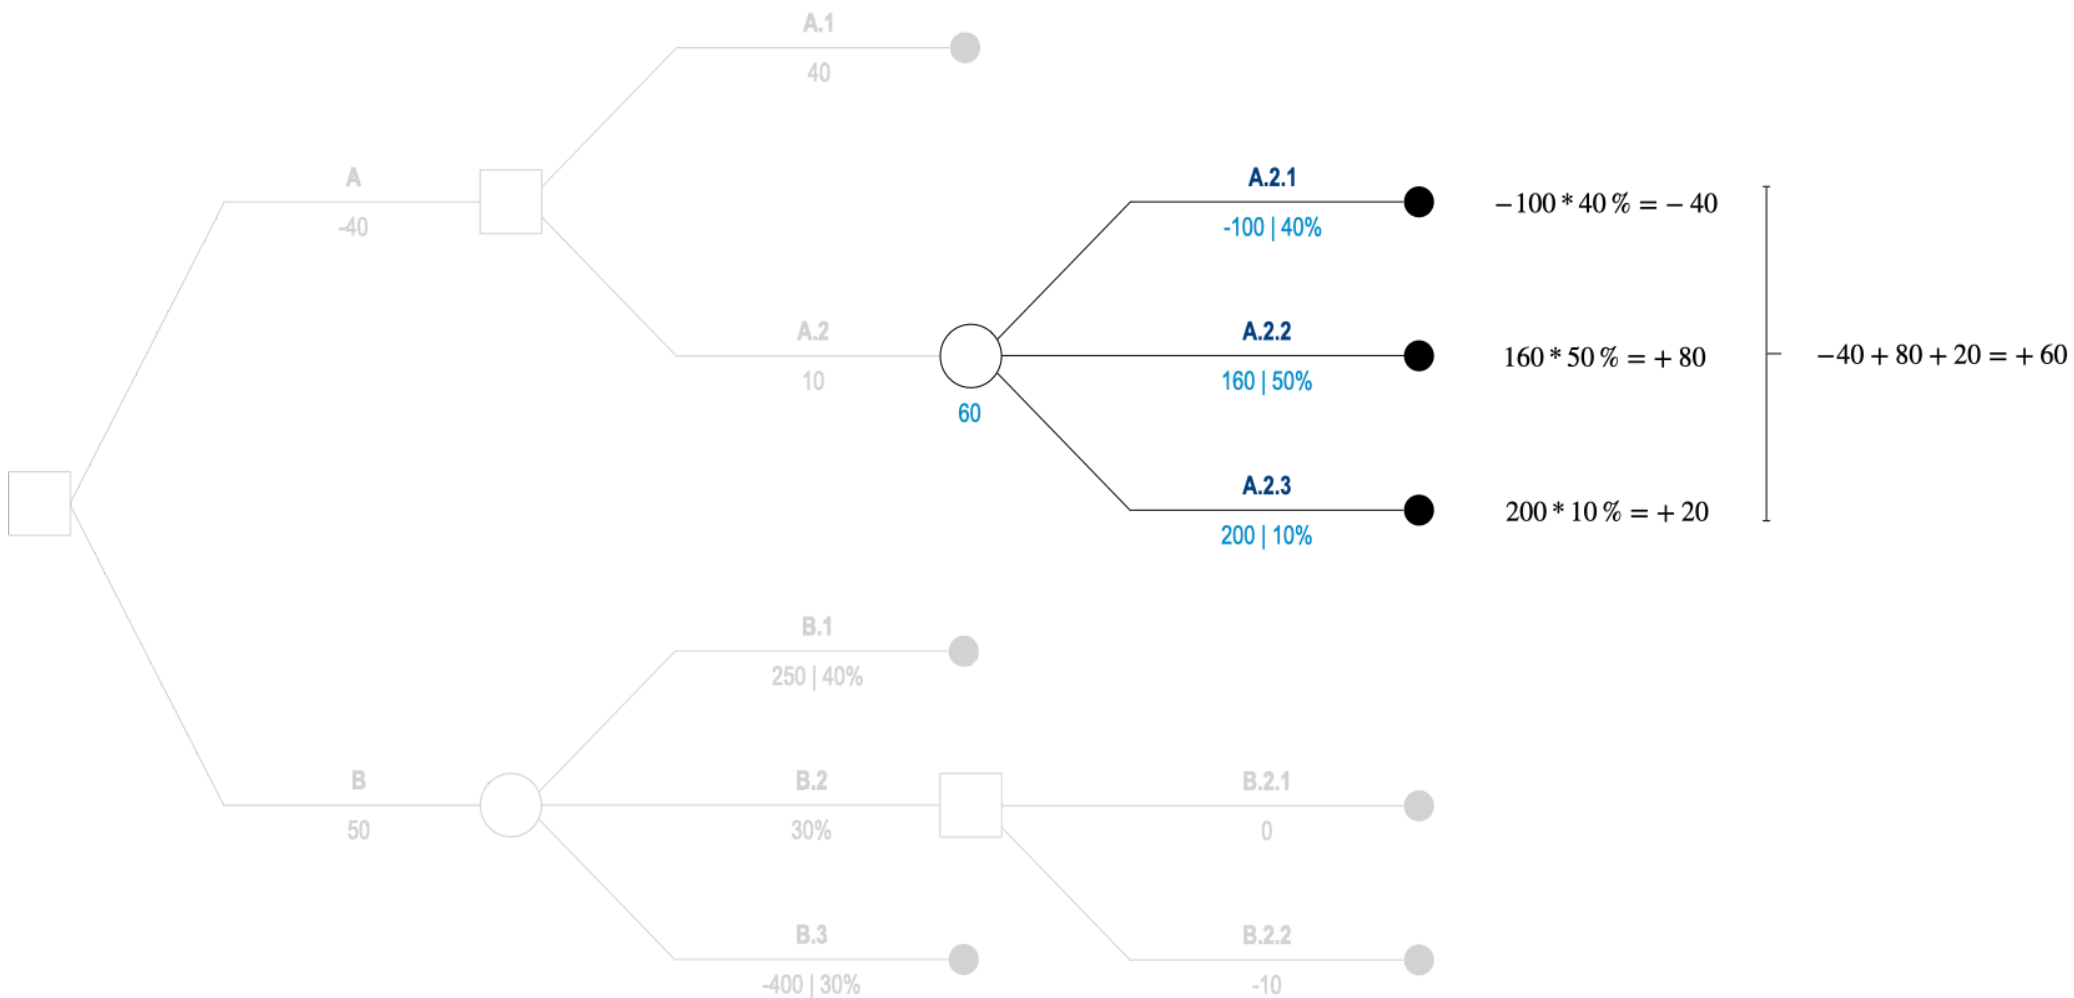 A.1
40
A
-40
A.2.1
-100 | 40%
−100 * 40 % = − 40
A.2
10
60
A.2.2
160 | 50%
160 * 50 % = + 80
−40 + 80 + 20 = + 60
A.2.3
200 | 10%
200 * 10 % = + 20
B.1
250 | 40%
B
50
B.2
30%
B.2.1
0
B.3
-400 | 30%
B.2.2
-10